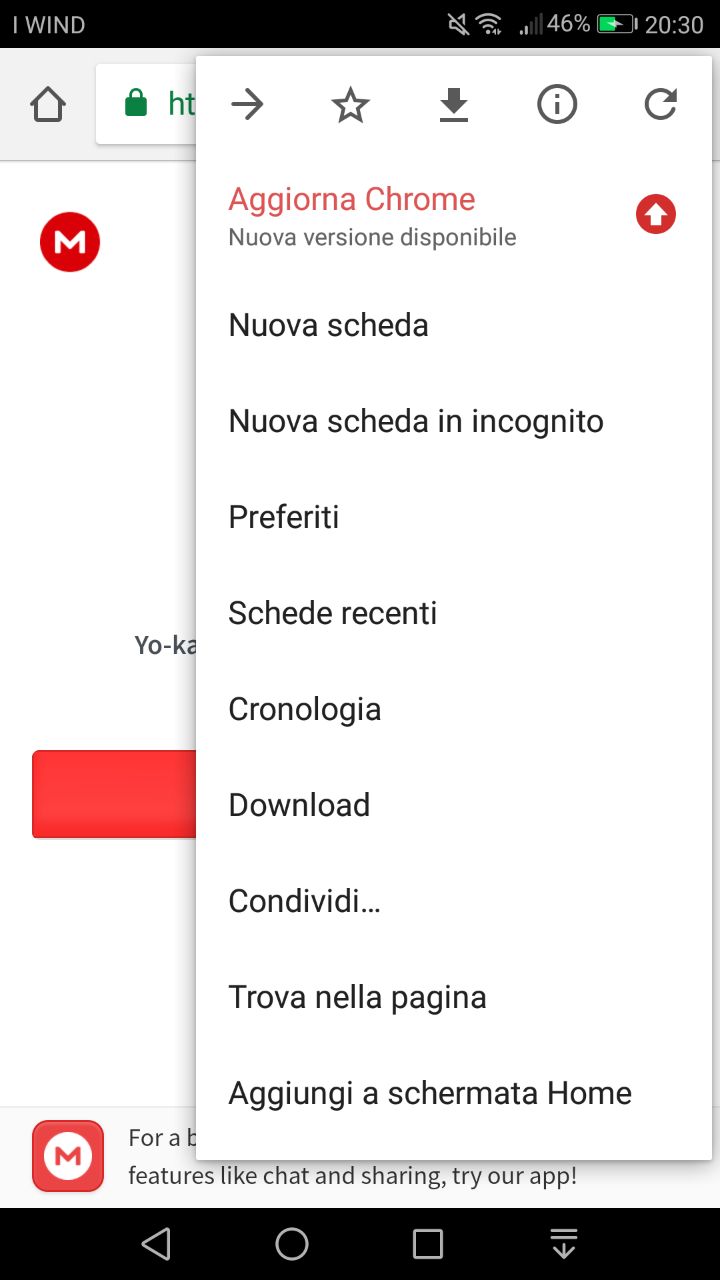 I WIND
46%
20:30
ht
Aggiorna Chrome
Nuova versione disponibile
Nuova scheda
Nuova scheda in incognito
Preferiti
Schede recenti
Yo-ka
Cronologia
Download
Condividi...
Trova nella pagina
Aggiungi a schermata Home
For a b
features like chat and sharing, try our app!